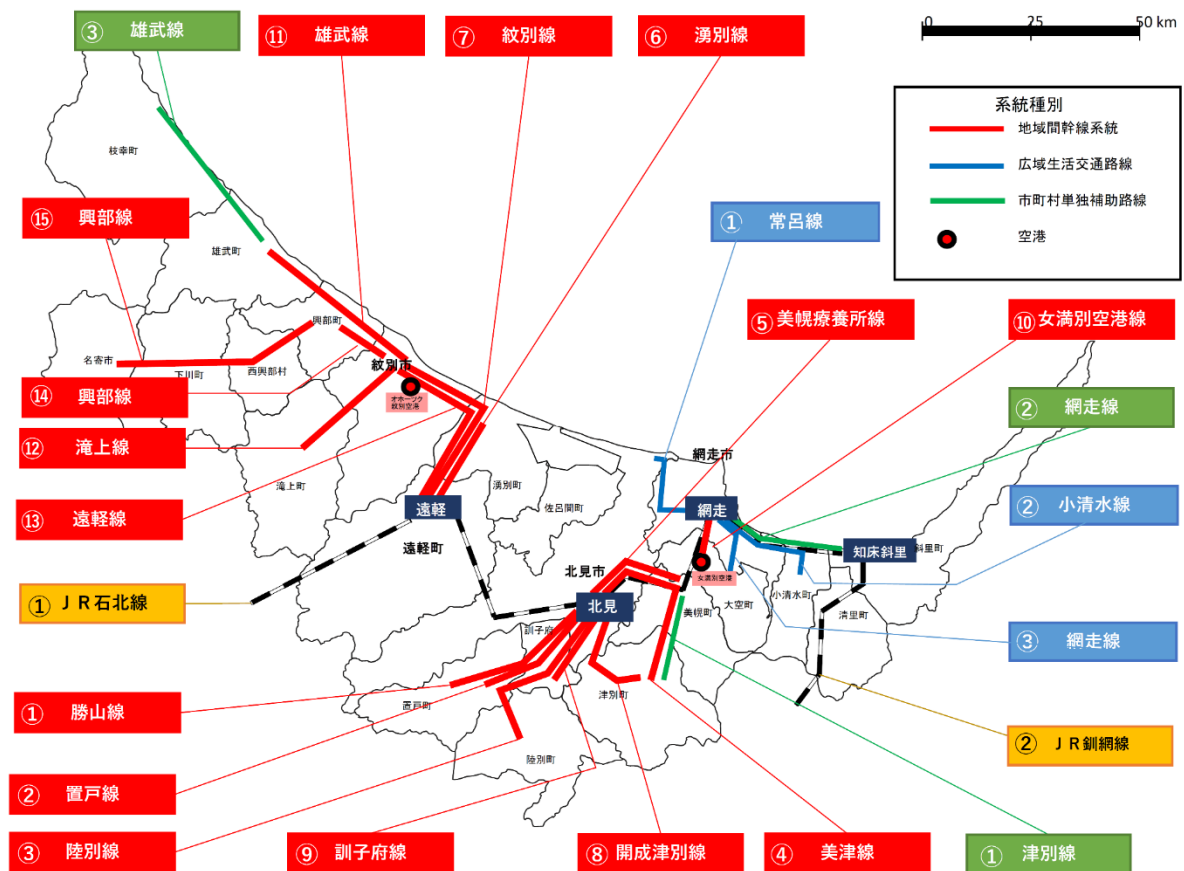 ③ 雄武線
⑪ 雄武線
⑦ 紋別線
⑥ 湧別線
0 25 50 km
系統種別
地域間幹線系統
広域生活交通路線
市町村単独補助路線
空港
枝幸町
⑮ 興部線
① 常呂線
雄武町
⑤ 美幌療養所線
⑩ 女満別空港線
興部町
名寄市
下川町
西興部村
紋別市
オホーツク
紋別空港
⑭ 興部線
② 網走線
⑫ 滝上線
網走市
滝上町
湧別町
佐呂間町
遠軽
網走
② 小清水線
⑬ 遠軽線
遠軽町
知床斜里
斜里町
北見市
女満別空港
① ＪＲ石北線
北見
美幌町
大空町
小清水町
清里町
訓子府
③ 網走線
置戸町
津別町
① 勝山線
② ＪＲ釧網線
陸別町
② 置戸線
③ 陸別線
⑨ 訓子府線
⑧ 開成津別線
④ 美津線
① 津別線